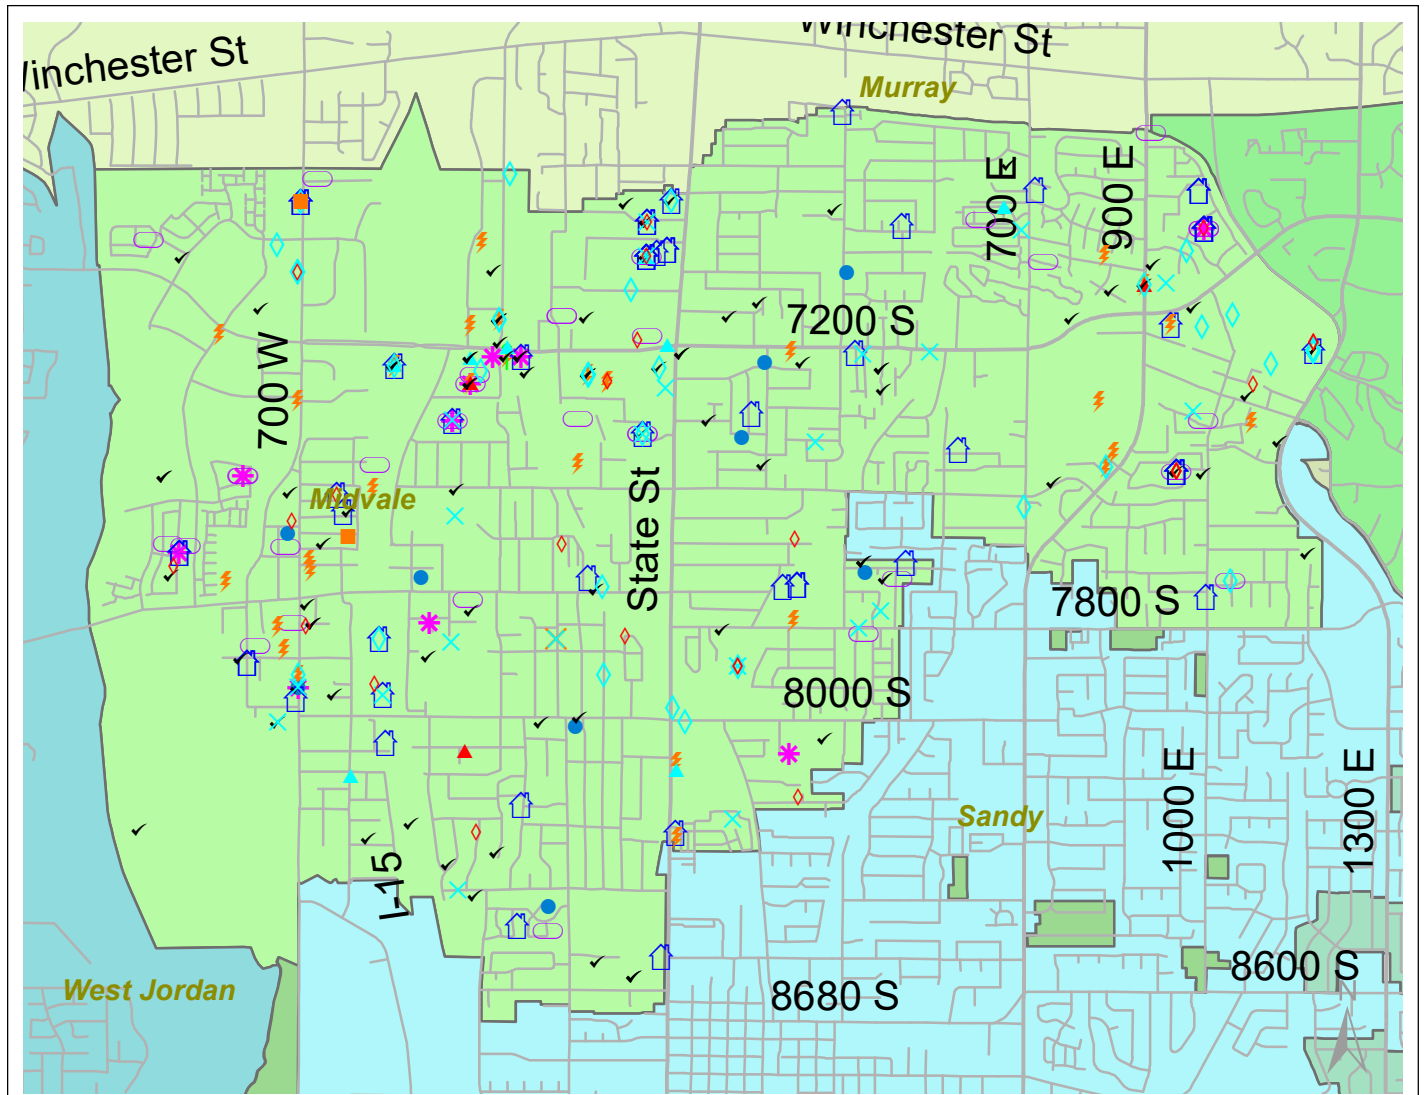 Winchester St
Winchester St
Murray
700 E
900 E
7200 S
700 W
Midvale
State St
7800 S
8000 S
Sandy
1000 E
1300 E
I-15
8600 S
West Jordan
8680 S